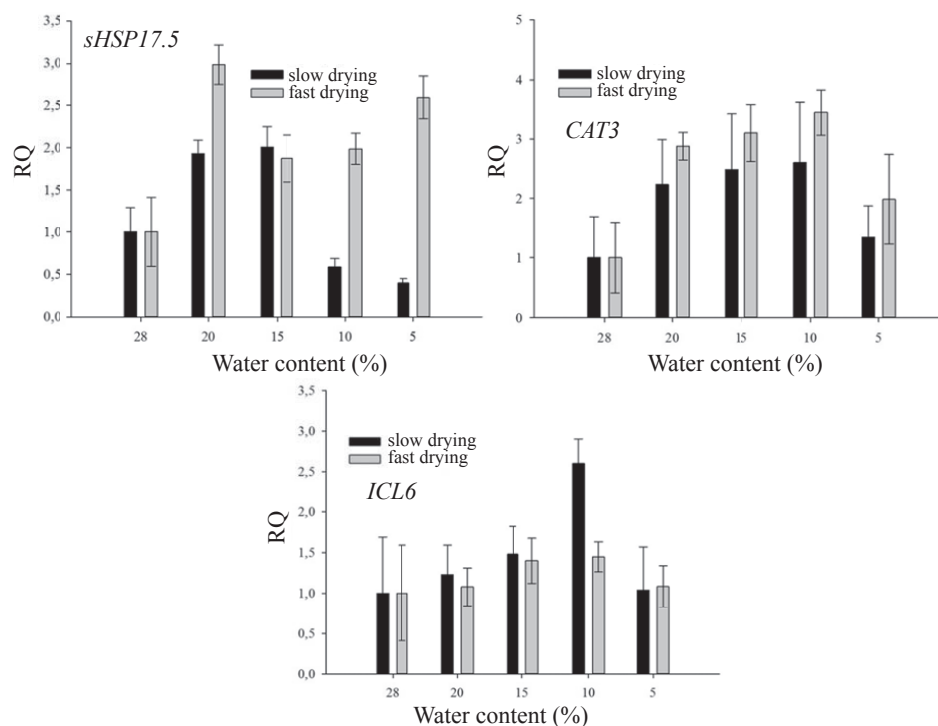 sHSP17.5
slow drying
fast drying
RQ
3,5
3,0
2,5
2,0
1,5
1,0
0,5
0,0
28 20 15 10 5
Water content (%)
slow drying
fast drying
CAT3
RQ
5
4
3
2
1
0
28 20 15 10 5
Water content (%)
slow drying
fast drying
ICL6
RQ
3,5
3,0
2,5
2,0
1,5
1,0
0,5
0,0
28 20 15 10 5
Water content (%)